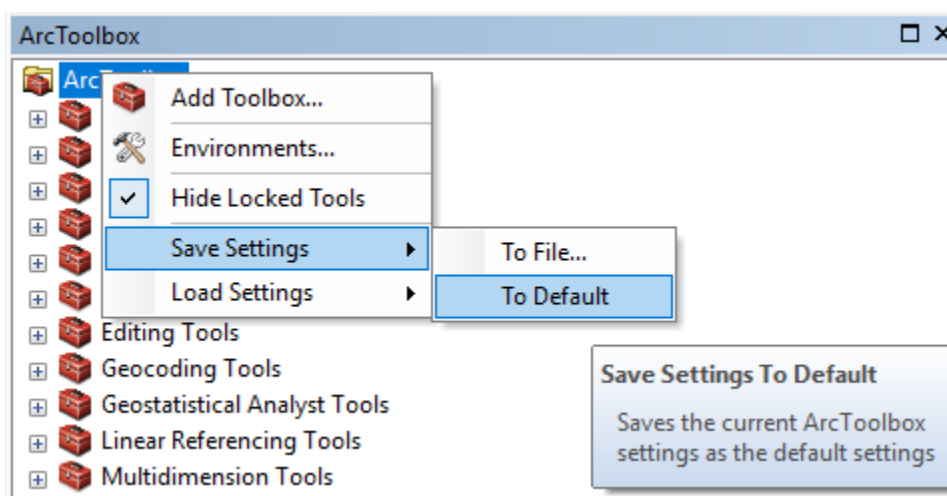 ArcToolbox
Add Toolbox...
Environments...
Hide Locked Tools
Save Settings
To File...
Load Settings
To Default
Editing Tools
Geocoding Tools
Geostatistical Analyst Tools
Linear Referencing Tools
Multidimension Tools
Save Settings To Default
Saves the current ArcToolbox
settings as the default settings